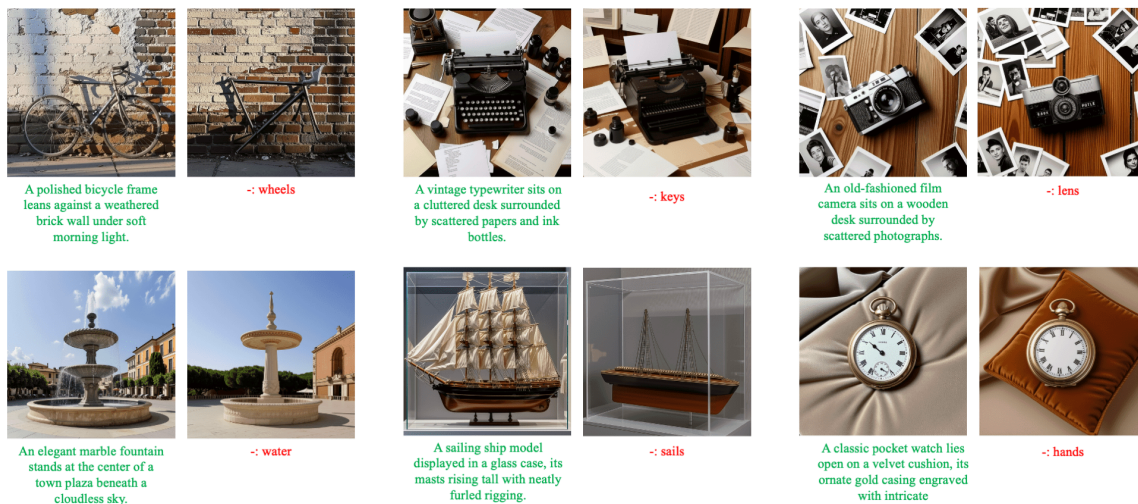 A polished bicycle frame
leans against a weathered
brick wall under soft
morning light.
-: wheels
A vintage typewriter sits on
a cluttered desk surrounded
by scattered papers and ink
bottles.
-: keys
An old-fashioned film
camera sits on a wooden
desk surrounded by
scattered photographs.
-: lens
An elegant marble fountain
stands at the center of a
town plaza beneath a
cloudless sky.
-: water
A sailing ship model
displayed in a glass case, its
masts rising tall with neatly
furled rigging.
-: sails
A classic pocket watch lies
open on a velvet cushion, its
ornate gold casing engraved
with intricate
-: hands